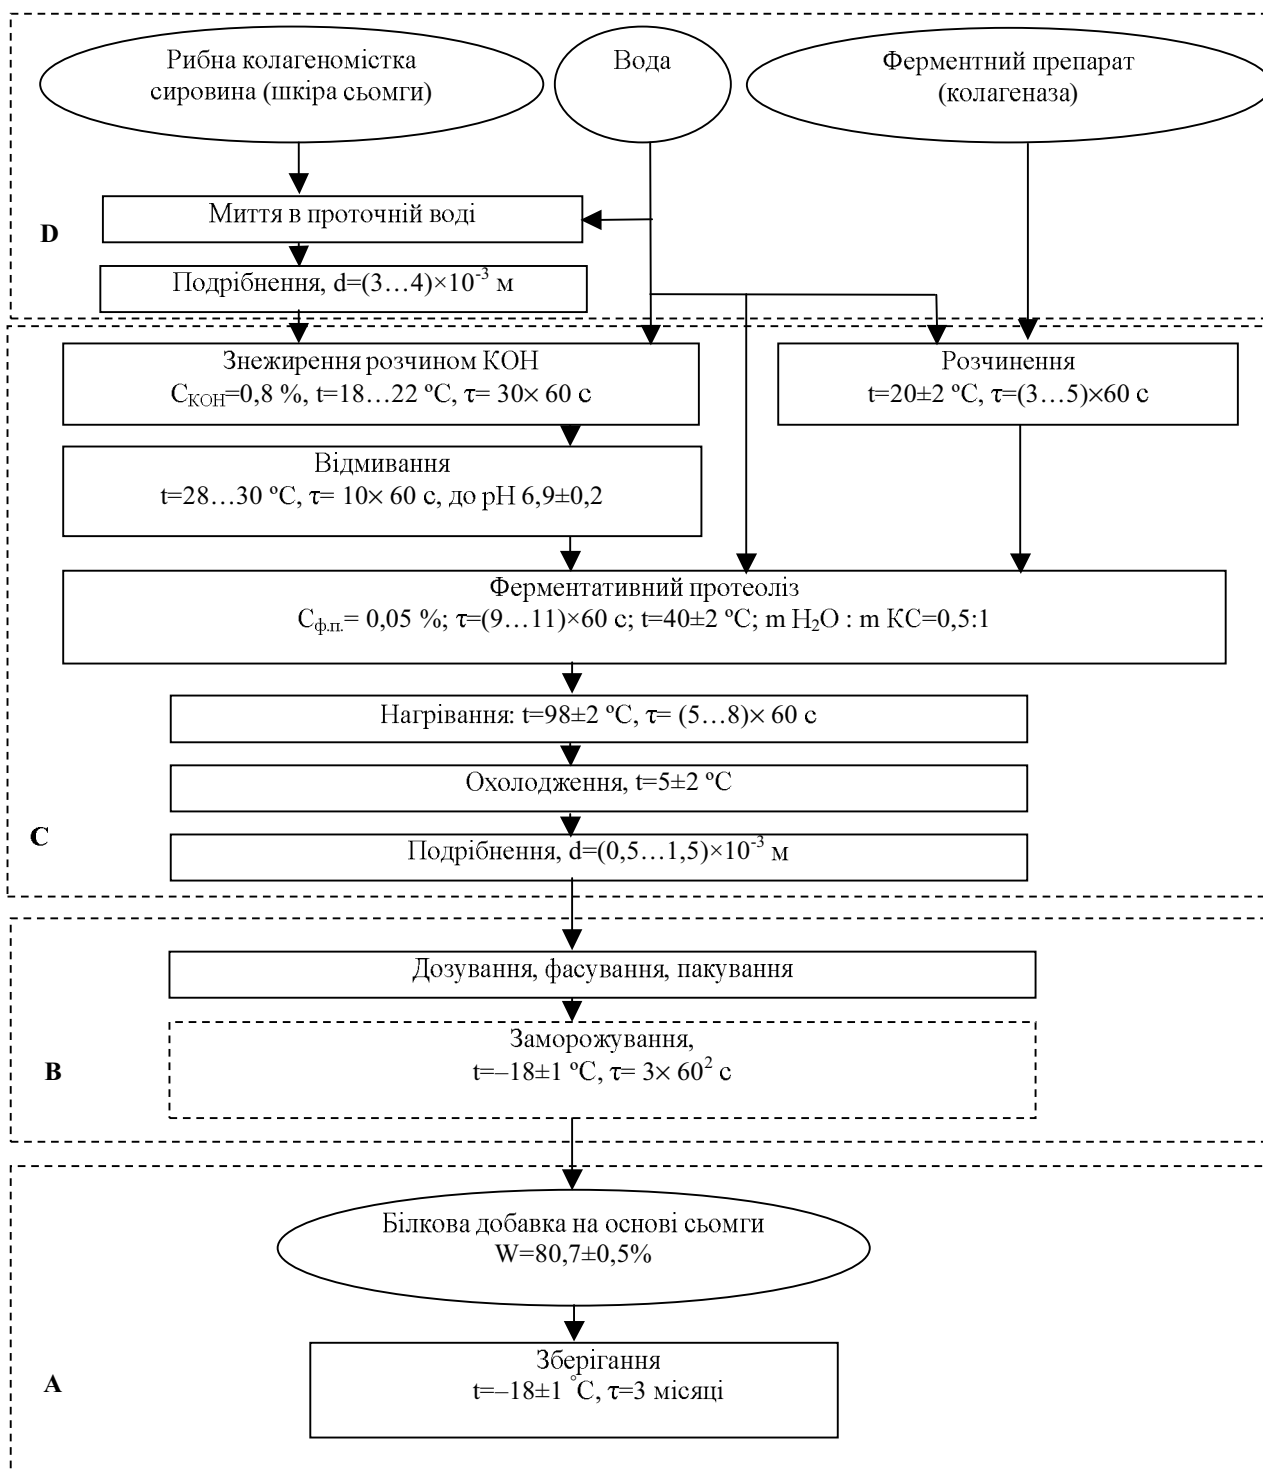 Рибна колагеномістка
сировина (шкіра сьомги)
Вода
Ферментний препарат
(колагеназа)
Миття в проточній воді
D
Подрібнення, d=(3…4)×10⁻³ м
Знежирення розчином КОН
C_KOH=0,8 %, t=18…22 ºС, τ= 30× 60 с
Розчинення
t=20±2 ºС, τ=(3…5)×60 с
Відмивання
t=28…30 ºС, τ= 10× 60 с, до рН 6,9±0,2
Ферментативний протеоліз
Сф.п.= 0,05 %; τ=(9…11)×60 с; t=40±2 ºС; m H₂O : m КС=0,5:1
Нагрівання: t=98±2 ºС, τ= (5…8)× 60 с
Охолодження, t=5±2 ºС
C
Подрібнення, d=(0,5…1,5)×10⁻³ м
Дозування, фасування, пакування
Заморожування,
t=–18±1 ºС, τ= 3× 60² с
B
Білкова добавка на основі сьомги
W=80,7±0,5%
Зберігання
t=–18±1 °С, τ=3 місяці
A